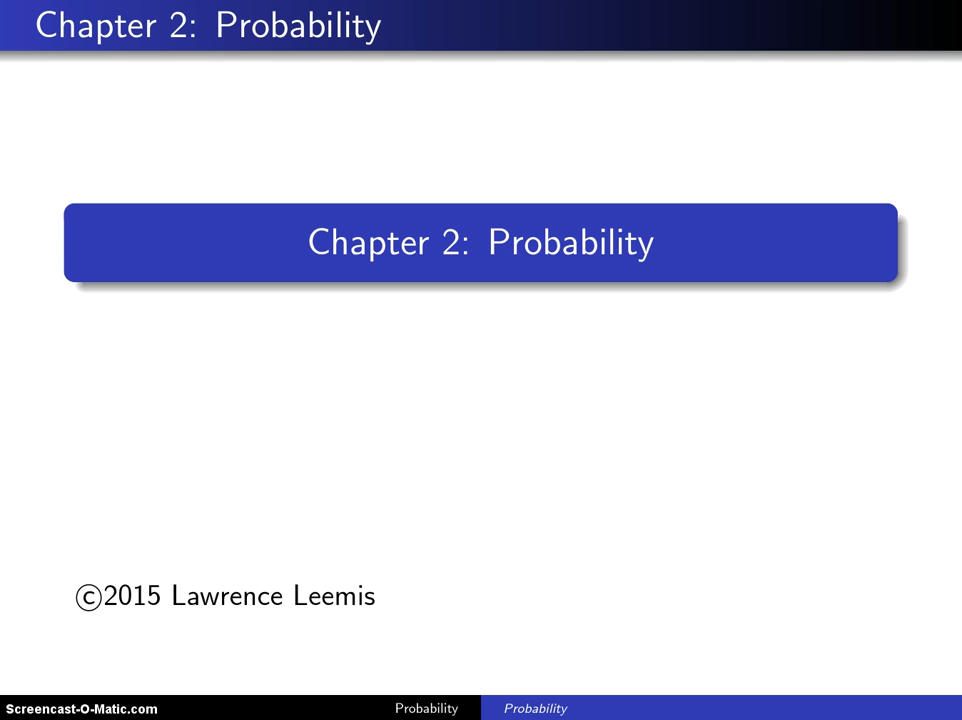 Chapter 2: Probability
Chapter 2: Probability
©2015 Lawrence Leemis
Screencast-O-Matic.com
Probability
Probability